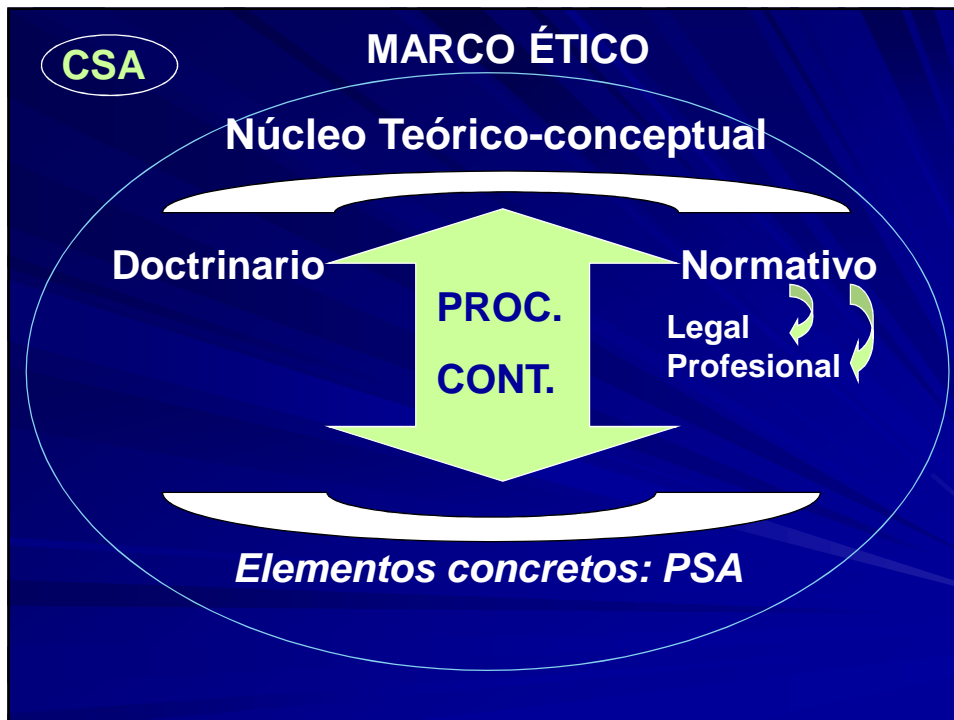 CSA
MARCO ÉTICO
Núcleo Teórico-conceptual
Doctrinario
Normativo
PROC.
CONT.
Legal
Profesional
Elementos concretos: PSA